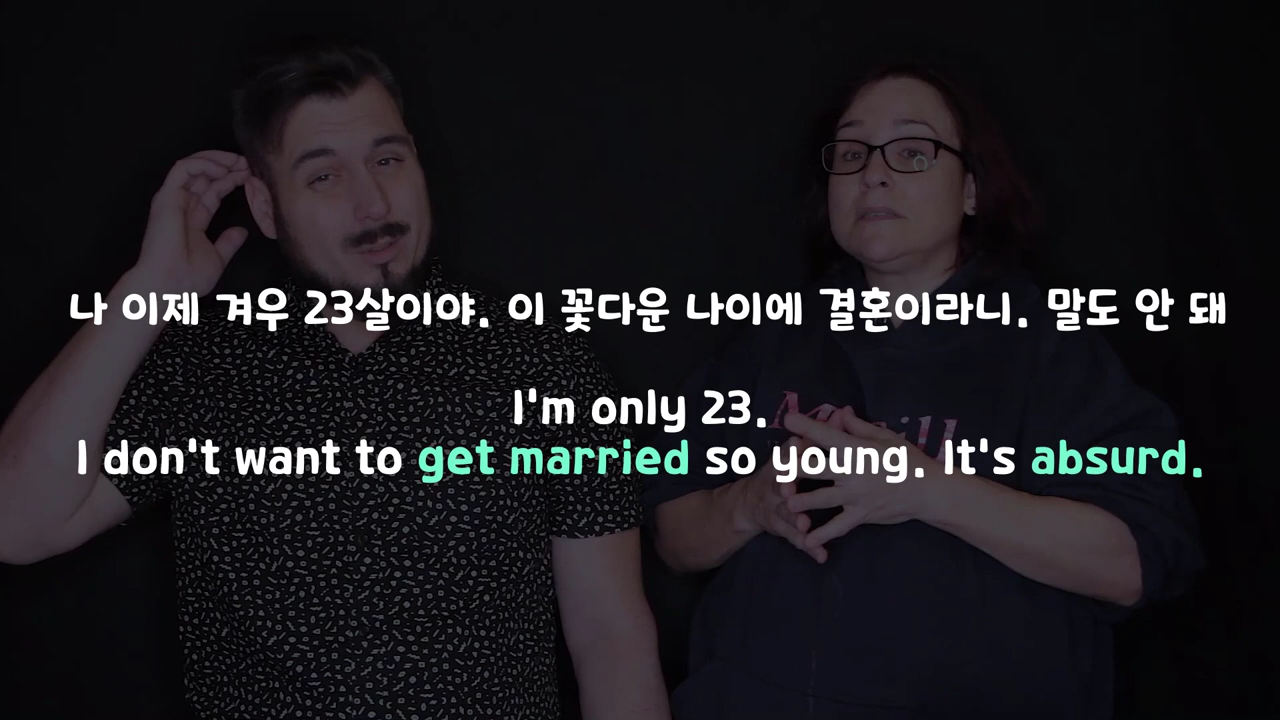 나 이제 겨우 23살이야. 이 꽃다운 나이에 결혼이라니. 말도 안 돼
I'm only 23.
I don't want to get married so young. It's absurd.